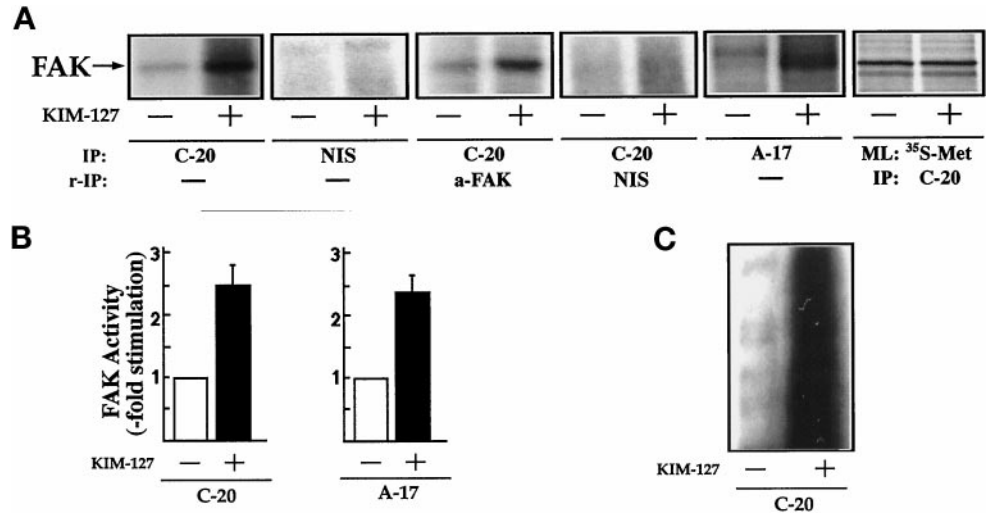 A
FAK→
KIM-127 — + — + — + — + — + — +
IP: C-20 NIS C-20 C-20 A-17 ML: ³⁵S-Met
r-IP: — — a-FAK NIS — IP: C-20
B
FAK Activity
(-fold stimulation)
3
2
1
3
2
1
KIM-127 — + — +
C-20 A-17
C
KIM-127 — +
C-20